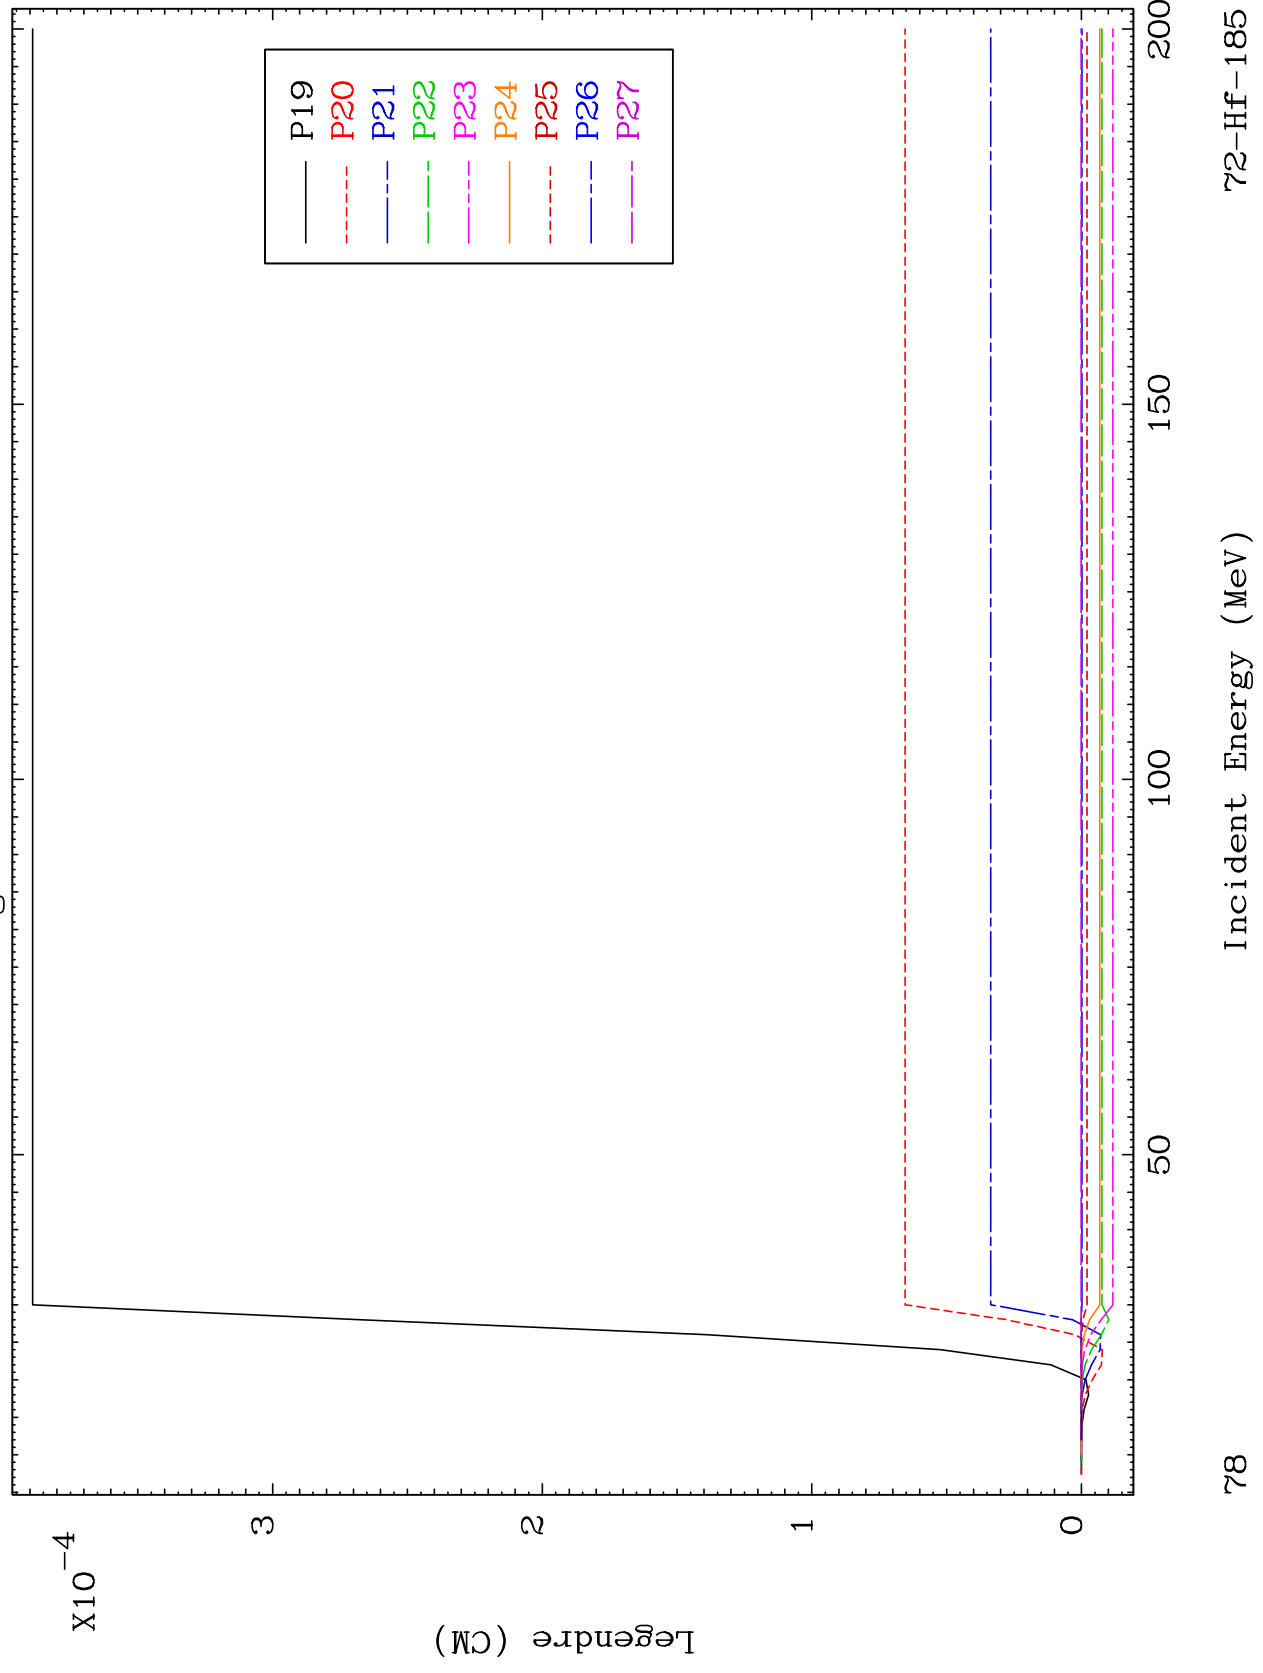 X10-4
Legendre (CM)
3
2
1
0
P19
P20
P21
P22
P23
P24
P25
P26
P27
50
100
150
200
Incident Energy (MeV)
78
72-Hf-185